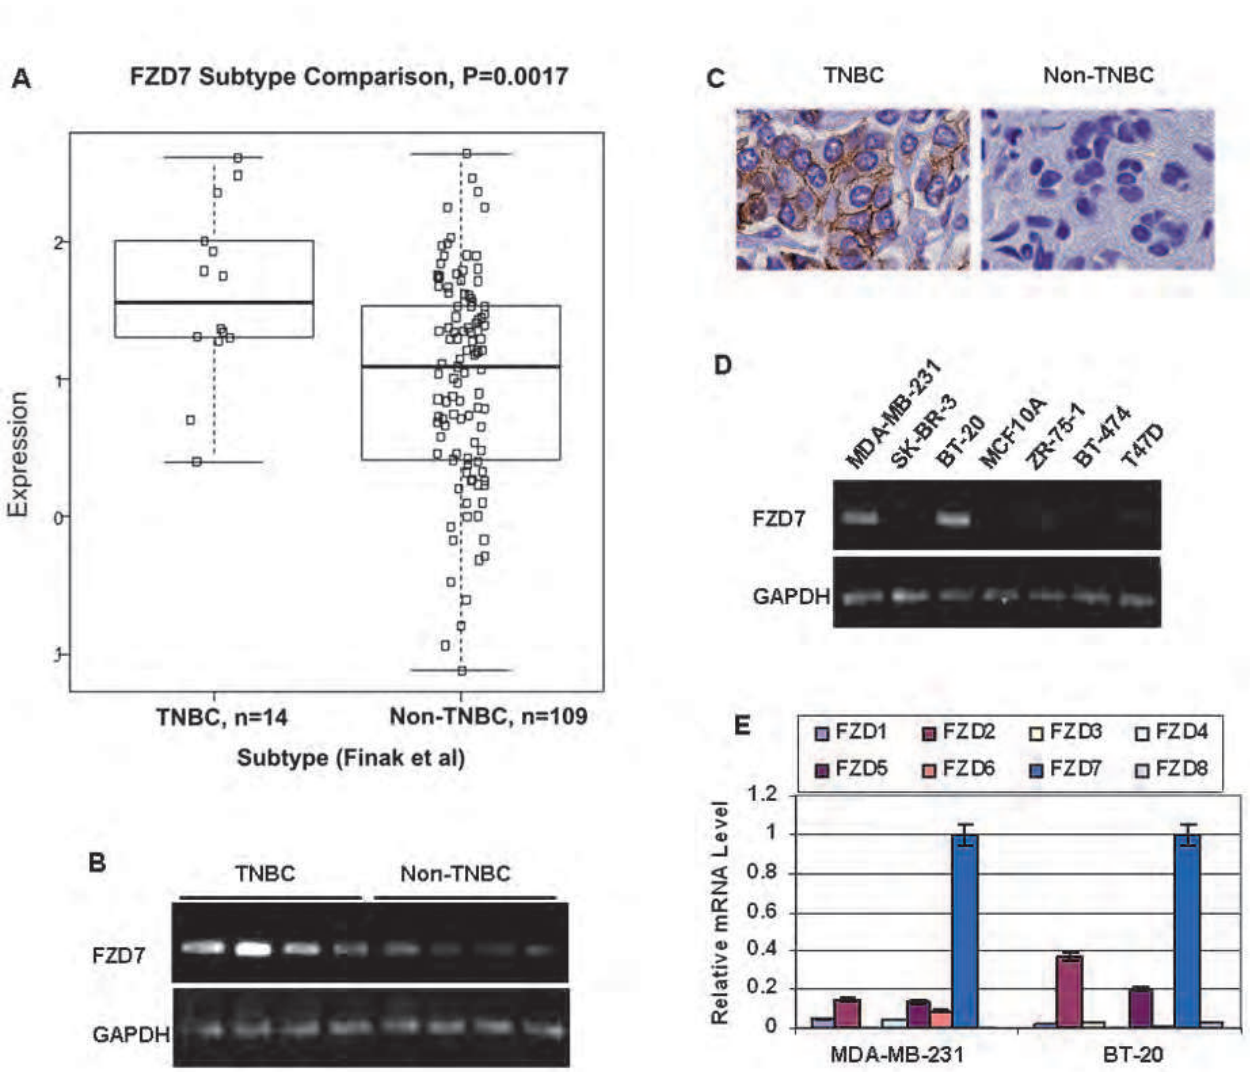 A
FZD7 Subtype Comparison, P=0.0017
Expression
2
1
0
TNBC, n=14
Non-TNBC, n=109
Subtype (Finak et al)
B
TNBC
Non-TNBC
FZD7
GAPDH
C
TNBC
Non-TNBC
D
MDA-MB-231
SK-BR-3
BT-20
MCF10A
ZR-75-1
BT-474
T47D
FZD7
GAPDH
E
FZD1 FZD2 FZD3 FZD4
FZD5 FZD6 FZD7 FZD8
Relative mRNA Level
1.2
1
0.8
0.6
0.4
0.2
0
MDA-MB-231
BT-20